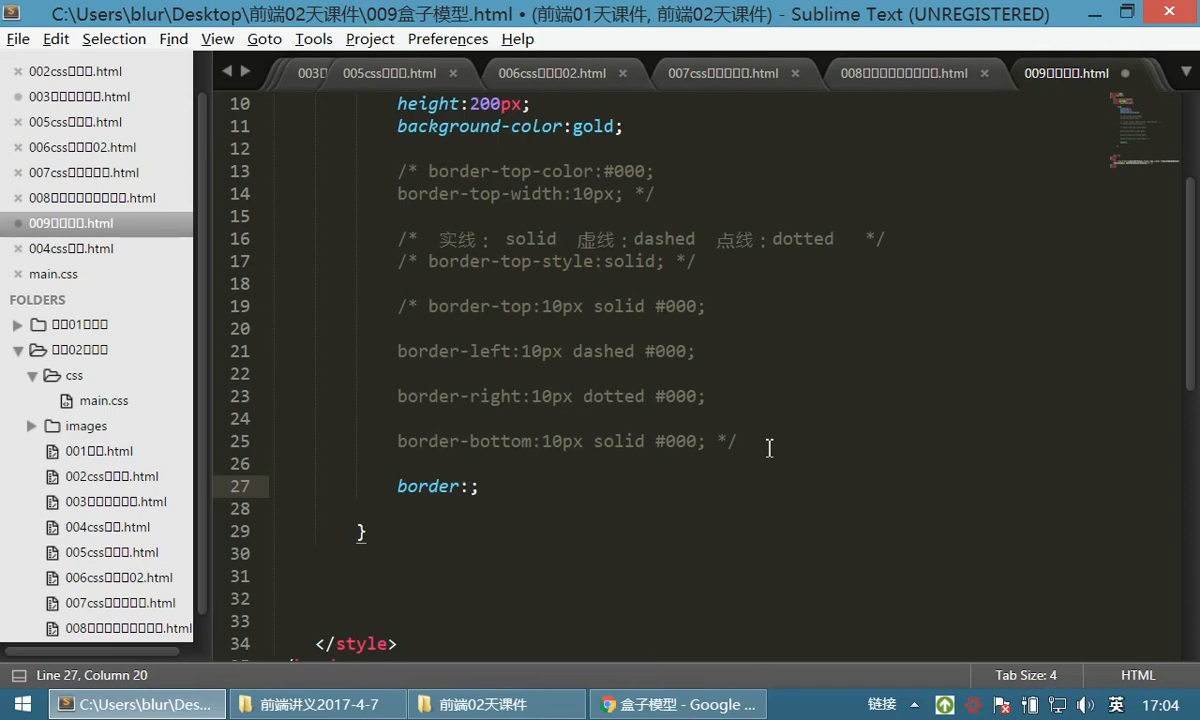 C:\Users\blur\Desktop\前端02天课件\009盒子模型.html • (前端01天课件, 前端02天课件) - Sublime Text (UNREGISTERED)
File Edit Selection Find View Goto Tools Project Preferences Help
003 005css .html 006css 02.html 007css .html 008 .html 009 .html
002css .html
003 .html
005css .html
006css 02.html
007css .html
008 .html
009 .html
004css .html
main.css
FOLDERS
01
02
css
main.css
images
001 .html
002css .html
003 .html
004css .html
005css .html
006css 02.html
007css .html
008 .html
10 height:200px;
11 background-color:gold;
12
13 /* border-top-color:#000;
14 border-top-width:10px; */
15
16 /* 实线： solid 虚线：dashed 点线：dotted */
17 /* border-top-style:solid; */
18
19 /* border-top:10px solid #000;
20
21 border-left:10px dashed #000;
22
23 border-right:10px dotted #000;
24
25 border-bottom:10px solid #000; */
26
27 border:;
28
29 }
30
31
32
33
34 </style>
Line 27, Column 20 Tab Size: 4 HTML
C:\Users\blur\Des... 前端讲义2017-4-7 前端02天课件 盒子模型 - Google ... 链接 英 17:04